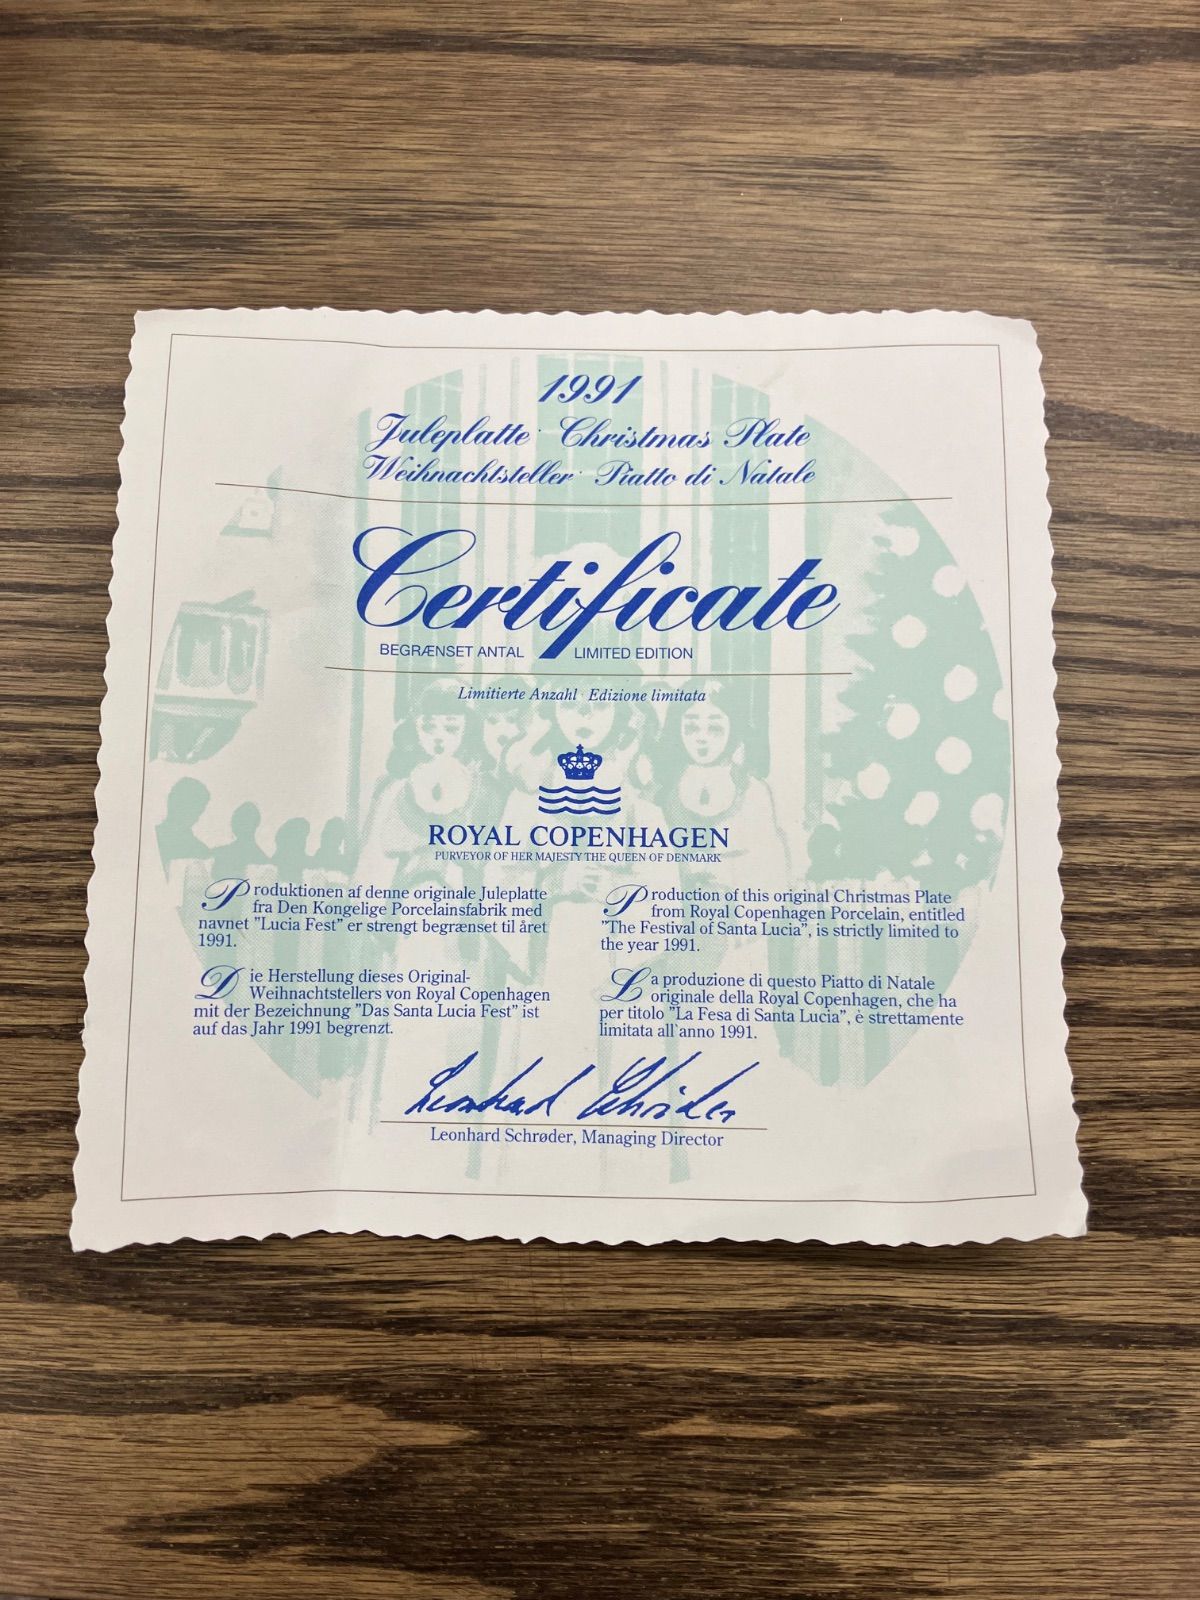 1991
Juleplatte · Christmas Plate
Weihnachtsteller · Piatto di Natale
Certificate
BEGRÆNSET ANTAL LIMITED EDITION
Limitierte Anzahl · Edizione limitata
ROYAL COPENHAGEN
PURVEYOR OF HER MAJESTY THE QUEEN OF DENMARK
Produktionen af denne originale Juleplatte
fra Den Kongelige Porcelainsfabrik med
navnet "Lucia Fest" er strengt begrænset til året
1991.
Production of this original Christmas Plate
from Royal Copenhagen Porcelain, entitled
"The Festival of Santa Lucia", is strictly limited to
the year 1991.
Die Herstellung dieses Original-
Weihnachtstellers von Royal Copenhagen
mit der Bezeichnung "Das Santa Lucia Fest" ist
auf das Jahr 1991 begrenzt.
La produzione di questo Piatto di Natale
originale della Royal Copenhagen, che ha
per titolo "La Fesa di Santa Lucia", è strettamente
limitata all'anno 1991.
Leonhard Schrøder
Leonhard Schrøder, Managing Director